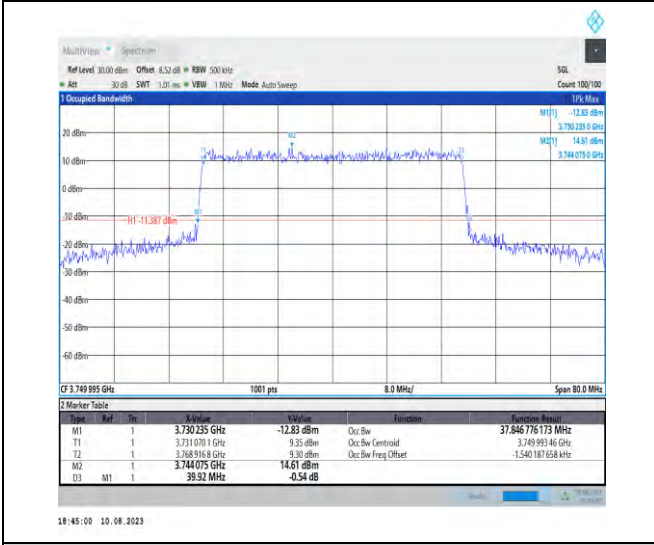 MultiView Spectrum
Ref Level 30.00 dBm Offset 8.52 dB RBW 500 kHz SGL
Att 30 dB SWT 1.01 ms VBW 1 MHz Mode Auto Sweep Count 100/100
1 Occupied Bandwidth 1Pk Max
M1[1] -12.83 dBm
3.730 235 0 GHz
M2[1] 14.61 dBm
3.744 075 0 GHz
20 dBm
M2
T1
10 dBm
0 dBm
-10 dBm
M1
H1 -11.387 dBm
-20 dBm
-30 dBm
-40 dBm
-50 dBm
-60 dBm
CF 3.749 995 GHz 1001 pts 8.0 MHz/ Span 80.0 MHz
2 Marker Table
Type Ref Trc X-Value Y-Value Function Function Result
M1 1 3.730 235 GHz -12.83 dBm Occ Bw 37.846 776 173 MHz
T1 1 3.731 070 1 GHz 9.35 dBm Occ Bw Centroid 3.749 993 46 GHz
T2 1 3.768 916 8 GHz 9.30 dBm Occ Bw Freq Offset -1.540 187 658 kHz
M2 1 3.744 075 GHz 14.61 dBm
D3 M1 1 39.92 MHz -0.54 dB
18:45:00 10.08.2023